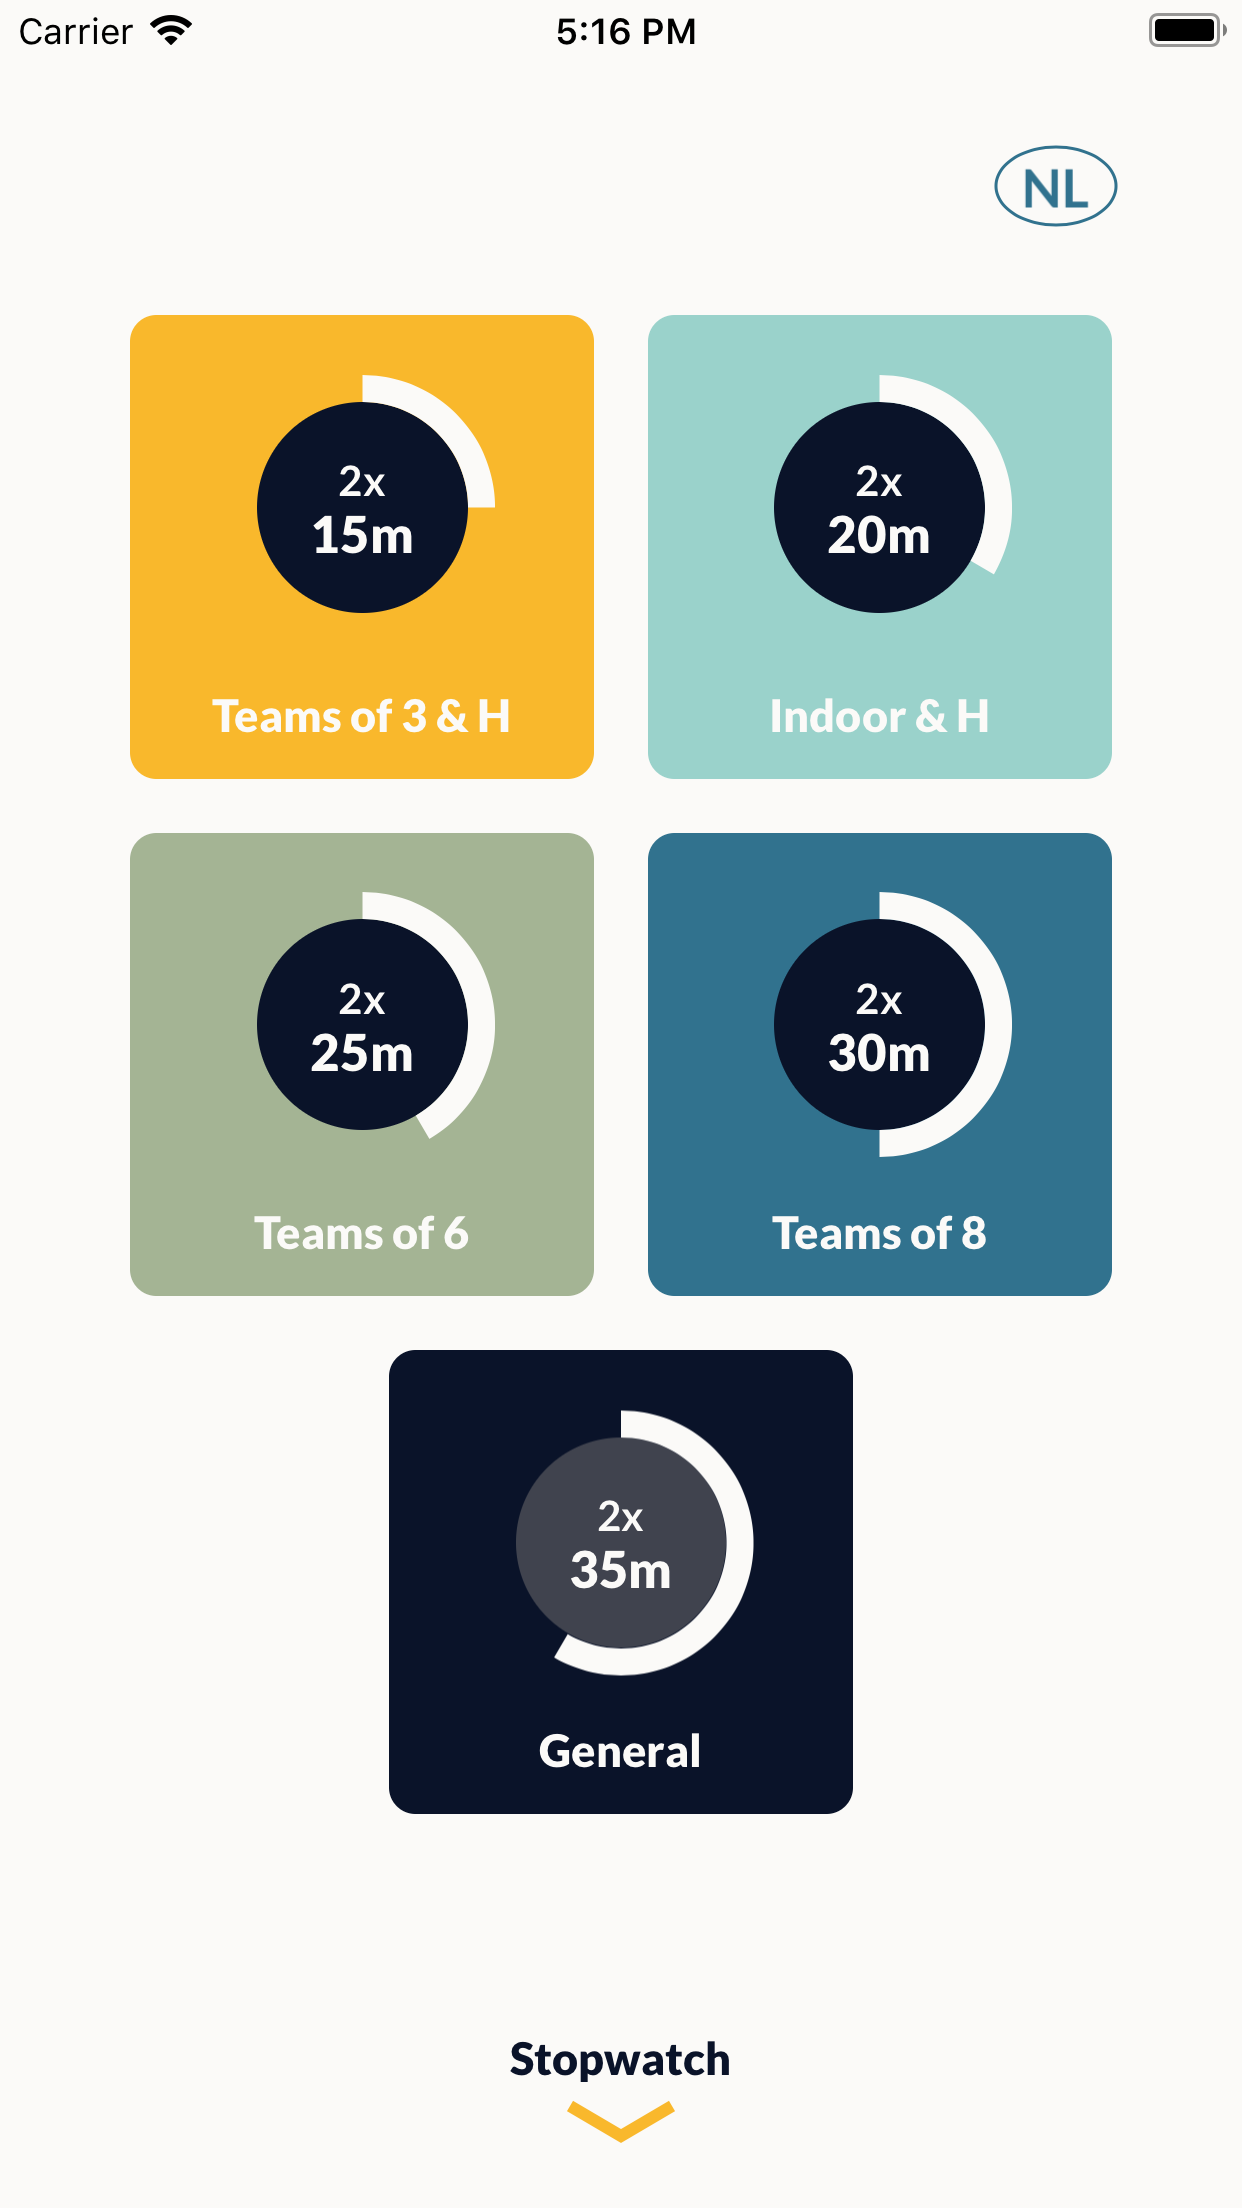 Carrier
5:16 PM
NL
2x
15m
Teams of 3 & H
2x
20m
Indoor & H
2x
25m
Teams of 6
2x
30m
Teams of 8
2x
35m
General
Stopwatch